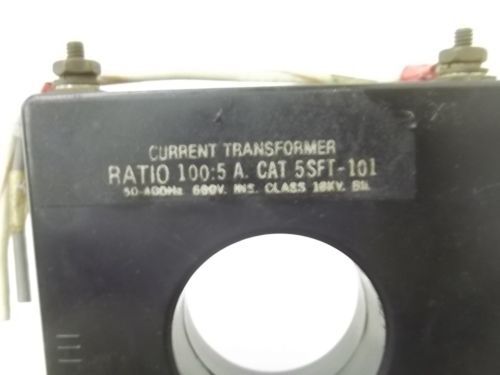 CURRENT TRANSFORMER
RATIO 100:5 A. CAT 5SFT-101
50-400Hz 600V. INS. CLASS 10KV. BIL